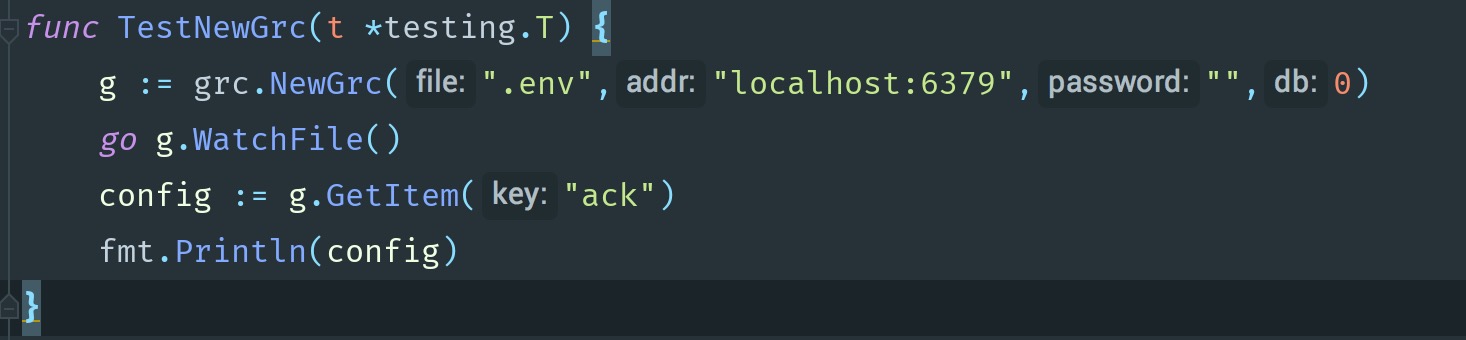 func TestNewGrc(t *testing.T) {
    g := grc.NewGrc( file: ".env", addr: "localhost:6379", password: "", db: 0)
    go g.WatchFile()
    config := g.GetItem( key: "ack")
    fmt.Println(config)
}